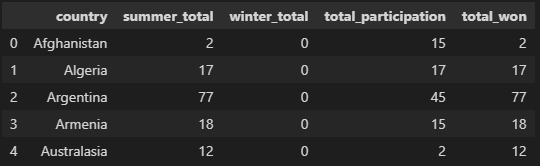 country summer_total winter_total total_participation total_won
0 Afghanistan 2 0 15 2
1 Algeria 17 0 17 17
2 Argentina 77 0 45 77
3 Armenia 18 0 15 18
4 Australasia 12 0 2 12